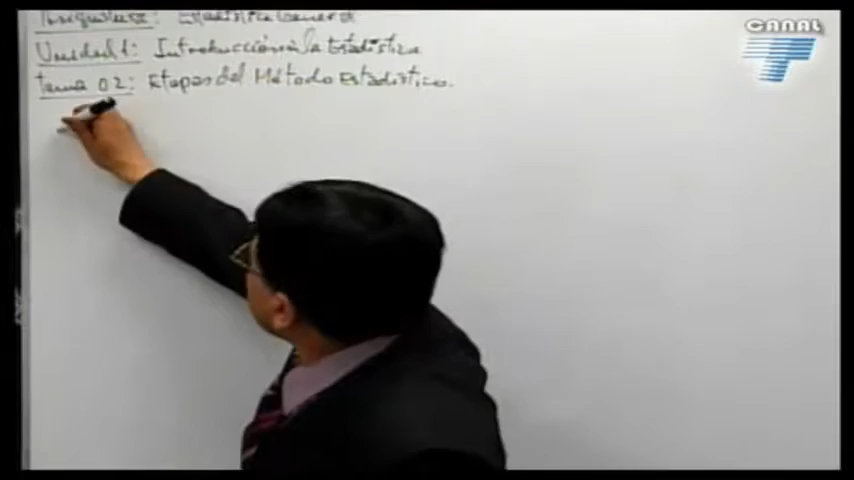 Asignatura: Estadística General
Unidad 1: Introducción a la Estadística
Tema 02: Etapas del Método Estadístico.
CANAL
T